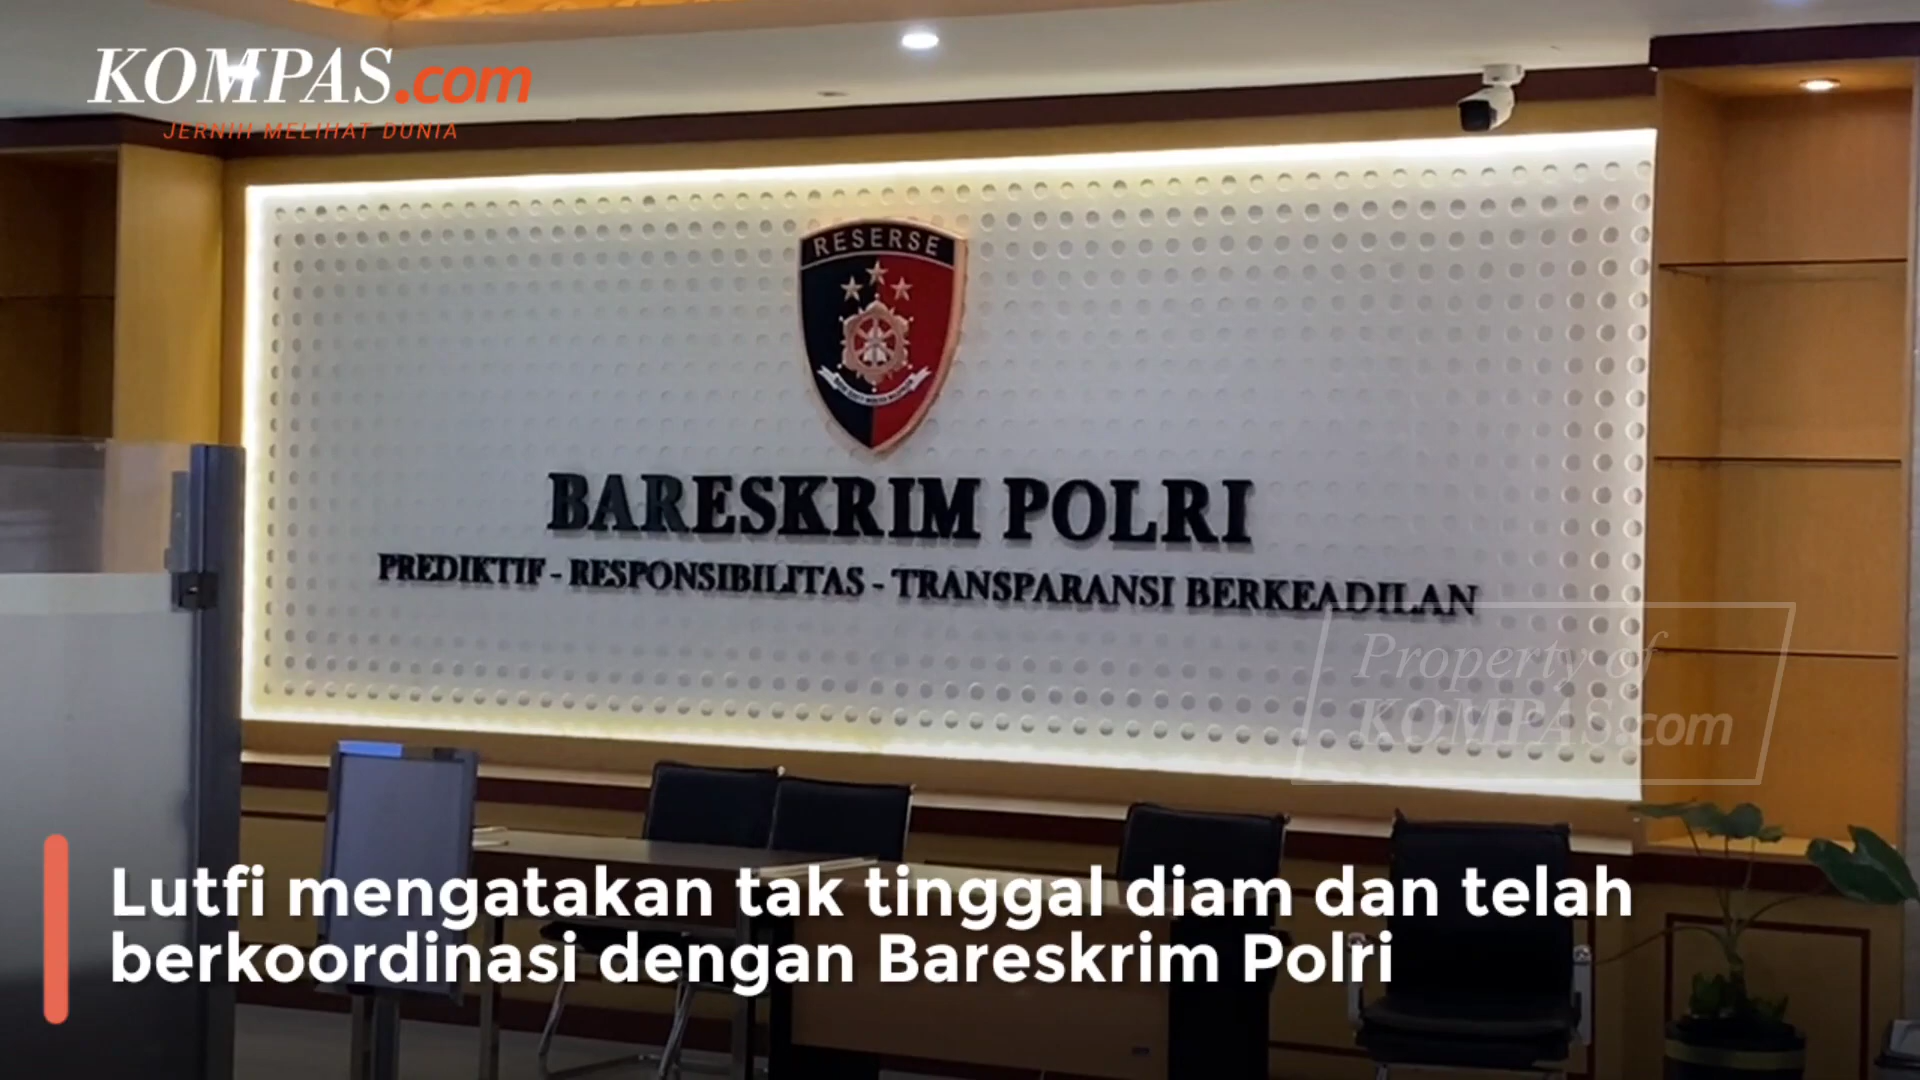 KOMPAS.com
JERNIH MELIHAT DUNIA
RESERSE
BARESKRIM POLRI
PREDIKTIF - RESPONSIBILITAS - TRANSPARANSI BERKEADILAN
Property of
KOMPAS.com
Lutfi mengatakan tak tinggal diam dan telah
berkoordinasi dengan Bareskrim Polri